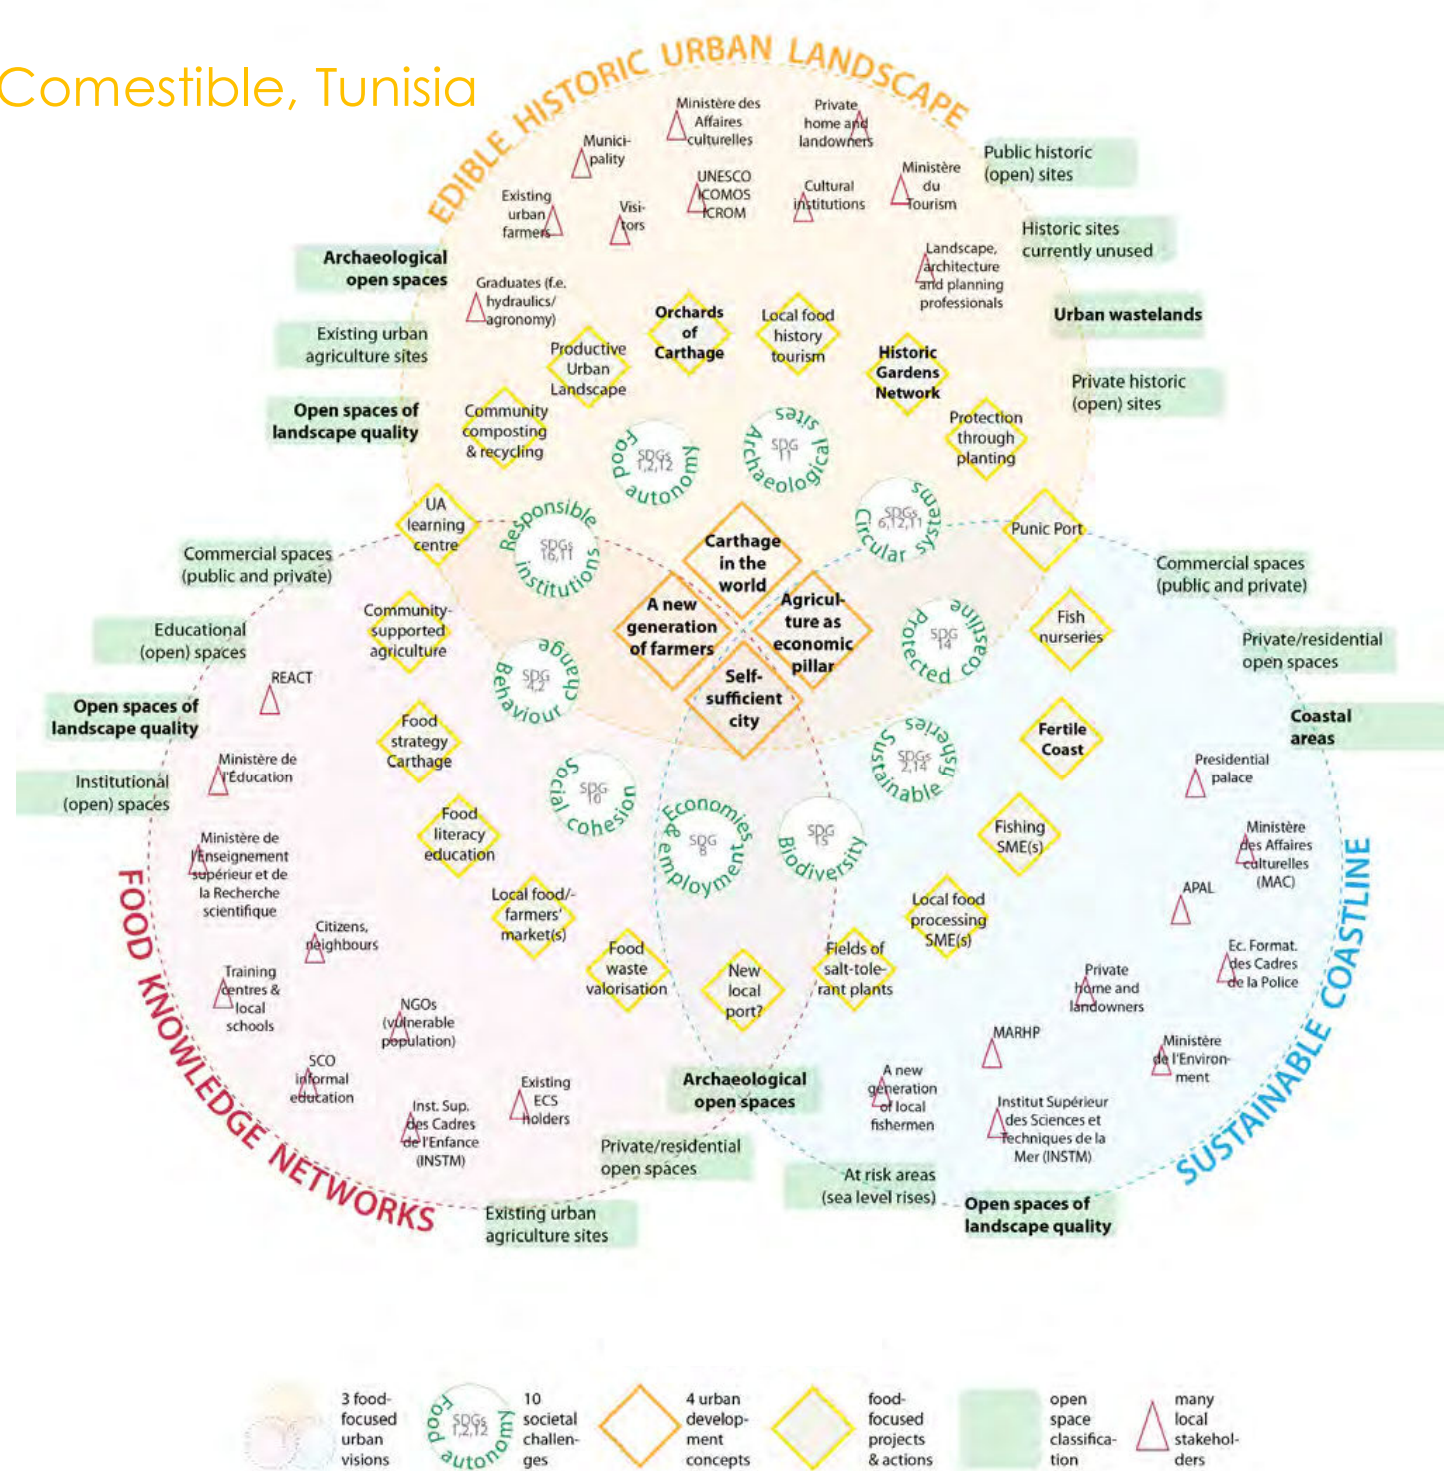 Comestible, Tunisia
EDIBLE HISTORIC URBAN LANDSCAPE
Ministère des
Affaires
culturelles
Private
home and
landowners
Munici-
pality
Public historic
(open) sites
UNESCO
ICOMOS
ICROM
Cultural
institutions
Ministère
du
Tourism
Existing
urban
farmers
Visi-
tors
Historic sites
currently unused
Archaeological
open spaces
Landscape,
architecture
and planning
professionals
Graduates (f.e.
hydraulics/
agronomy)
Urban wastelands
Existing urban
agriculture sites
Orchards
of
Carthage
Local food
history
tourism
Productive
Urban
Landscape
Historic
Gardens
Network
Private historic
(open) sites
Open spaces of
landscape quality
Community
composting
& recycling
Protection
through
planting
Food autonomy
SDGs
1,2,12
Archaeological sites
SDG
11
UA
learning
centre
Responsible institutions
SDGs
16,11
Circular systems
SDGs
6,12,11
Punic Port
Commercial spaces
(public and private)
Carthage
in the
world
Commercial spaces
(public and private)
A new
generation
of farmers
Agricul-
ture as
economic
pillar
Self-
sufficient
city
Community-
supported
agriculture
Fish
nurseries
Educational
(open) spaces
Protected coastline
SDG
14
Private/residential
open spaces
Behaviour change
SDG
4,2
REACT
Open spaces of
landscape quality
Food
strategy
Carthage
Fertile
Coast
Coastal
areas
Sustainable fisheries
SDGs
2,14
Ministère de
l'Éducation
Presidential
palace
Institutional
(open) spaces
Social cohesion
SDG
10
Economies & employment
SDG
8
Biodiversity
SDG
15
Food
literacy
education
Fishing
SME(s)
Ministère
des Affaires
culturelles
(MAC)
Ministère de
l'Enseignement
supérieur et de
la Recherche
scientifique
APAL
Local food/-
farmers'
market(s)
Local food
processing
SME(s)
Citizens,
neighbours
Food
waste
valorisation
New
local
port?
Fields of
salt-tole-
rant plants
Ec. Format.
des Cadres
de la Police
Training
centres &
local
schools
Private
home and
landowners
NGOs
(vulnerable
population)
MARHP
Ministère
de l'Environ-
ment
SCO
informal
education
Existing
ECS
holders
Archaeological
open spaces
A new
generation
of local
fishermen
Inst. Sup.
des Cadres
de l'Enfance
(INSTM)
Institut Supérieur
des Sciences et
Techniques de la
Mer (INSTM)
Private/residential
open spaces
At risk areas
(sea level rises)
Open spaces of
landscape quality
Existing urban
agriculture sites
FOOD KNOWLEDGE NETWORKS
SUSTAINABLE COASTLINE
3 food-
focused
urban
visions
Food autonomy
SDGs
1,2,12
10
societal
challen-
ges
4 urban
develop-
ment
concepts
food-
focused
projects
& actions
open
space
classifica-
tion
many
local
stakehol-
ders